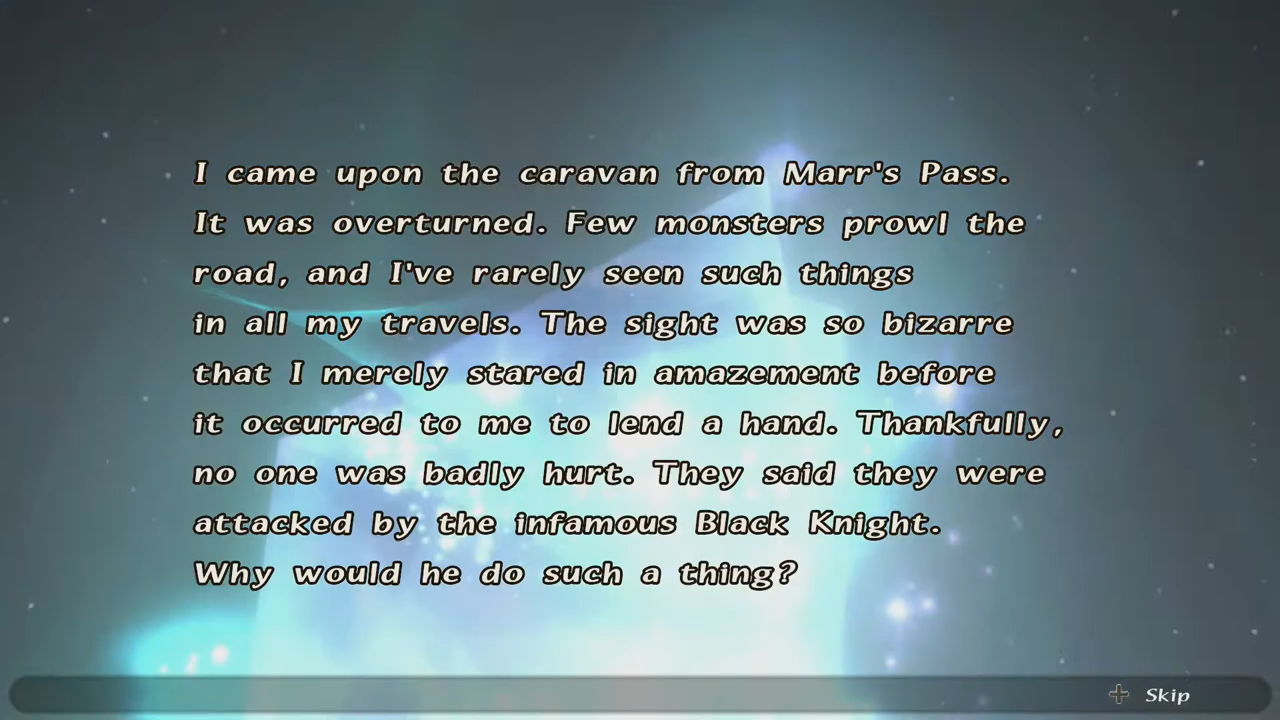 I came upon the caravan from Marr's Pass.
It was overturned. Few monsters prowl the
road, and I've rarely seen such things
in all my travels. The sight was so bizarre
that I merely stared in amazement before
it occurred to me to lend a hand. Thankfully,
no one was badly hurt. They said they were
attacked by the infamous Black Knight.
Why would he do such a thing?
Skip